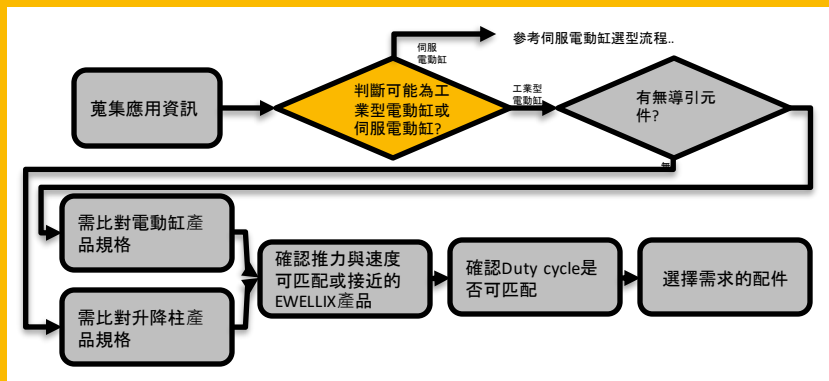 伺服
電動缸
參考伺服電動缸選型流程..
蒐集應用資訊
判斷可能為工
業型電動缸或
伺服電動缸?
工業型
電動缸
有無導引元
件?
無
需比對電動缸產
品規格
需比對升降柱產
品規格
確認推力與速度
可匹配或接近的
EWELLIX產品
確認Duty cycle是
否可匹配
選擇需求的配件